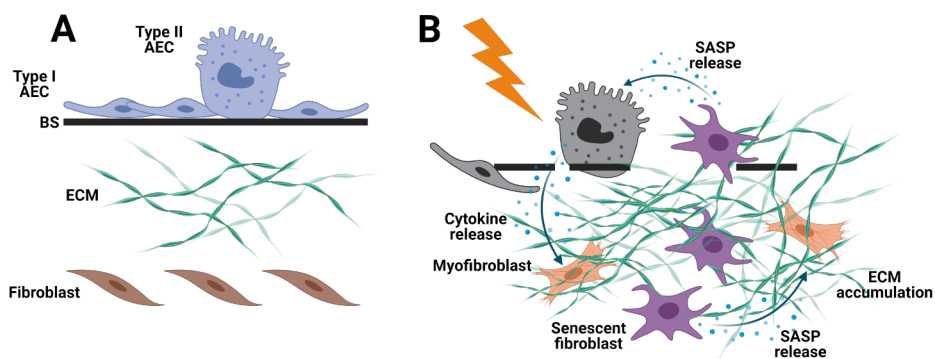 A
Type II
AEC
Type I
AEC
BS
ECM
Fibroblast
B
SASP
release
Cytokine
release
Myofibroblast
ECM
accumulation
Senescent
fibroblast
SASP
release